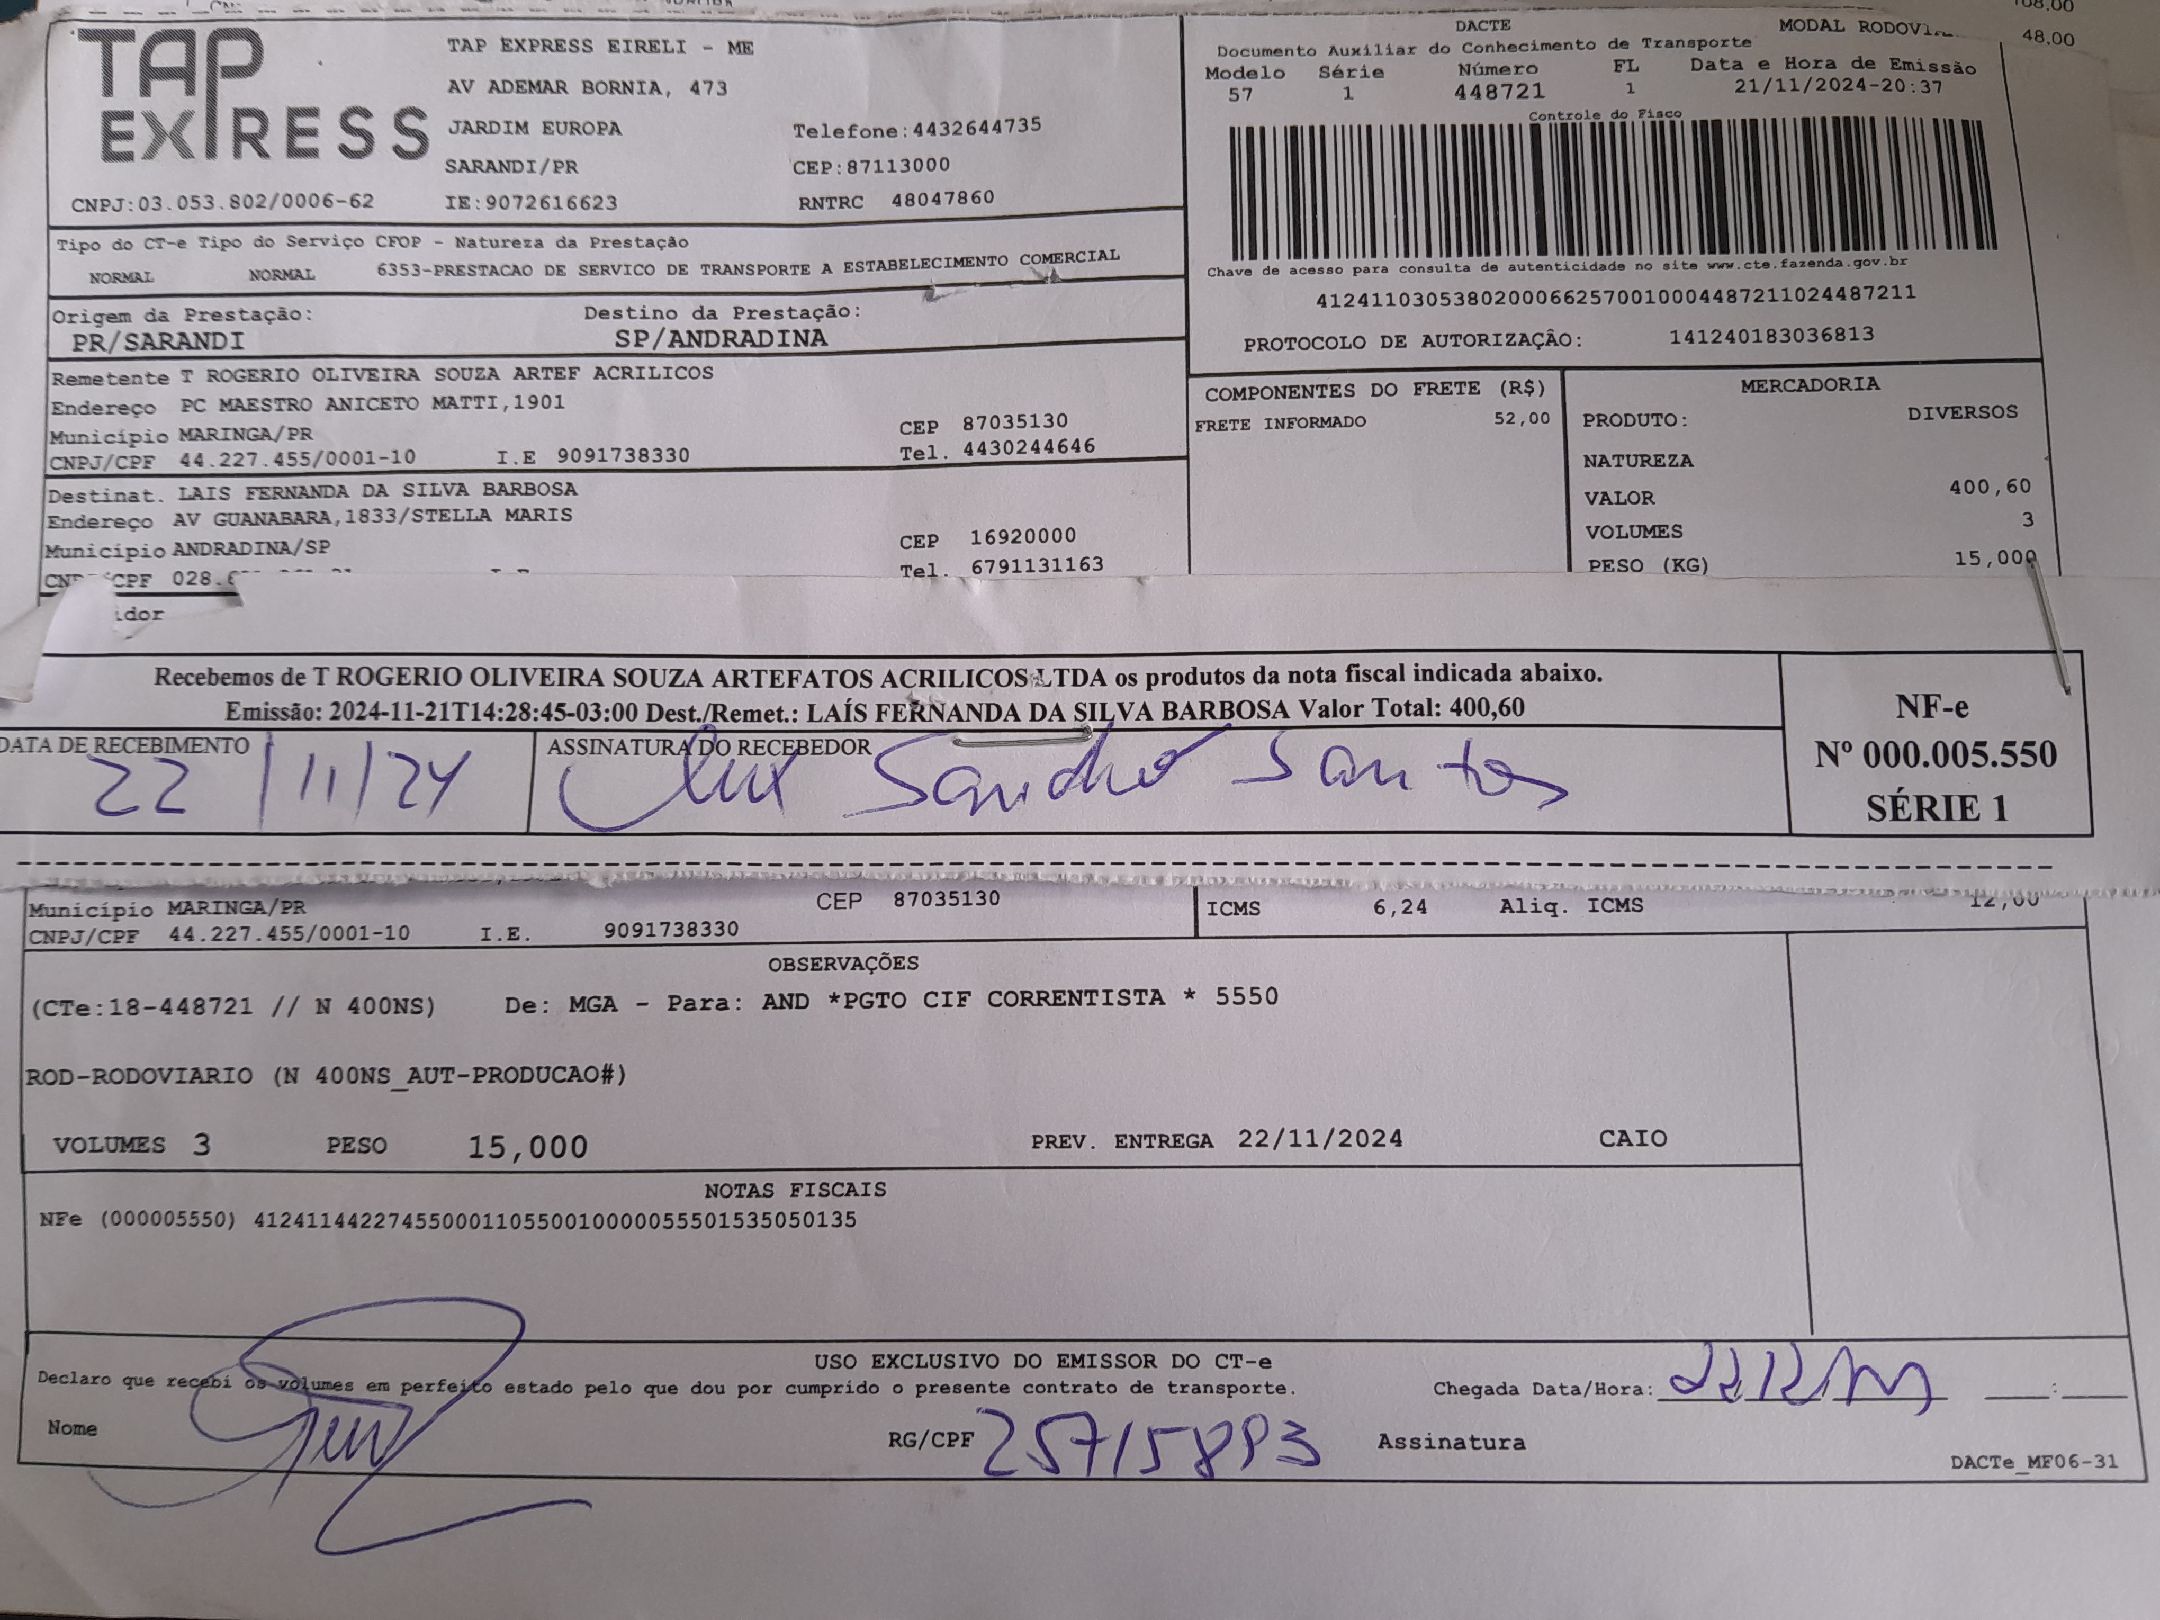 108,00
48,00
TAP EXPRESS
TAP EXPRESS EIRELI - ME
AV ADEMAR BORNIA, 473
JARDIM EUROPA Telefone:4432644735
SARANDI/PR CEP:87113000
CNPJ:03.053.802/0006-62 IE:9072616623 RNTRC 48047860
DACTE MODAL RODOVI
Documento Auxiliar do Conhecimento de Transporte
Modelo Série Número FL Data e Hora de Emissão
57 1 448721 1 21/11/2024-20:37
Controle do Fisco
Chave de acesso para consulta de autenticidade no site www.cte.fazenda.gov.br
41241103053802000662570010004487211024487211
PROTOCOLO DE AUTORIZAÇÃO: 141240183036813
Tipo do CT-e Tipo do Serviço CFOP - Natureza da Prestação
NORMAL NORMAL 6353-PRESTACAO DE SERVICO DE TRANSPORTE A ESTABELECIMENTO COMERCIAL
Origem da Prestação: Destino da Prestação:
PR/SARANDI SP/ANDRADINA
Remetente T ROGERIO OLIVEIRA SOUZA ARTEF ACRILICOS
Endereço PC MAESTRO ANICETO MATTI,1901
Município MARINGA/PR CEP 87035130
CNPJ/CPF 44.227.455/0001-10 I.E 9091738330 Tel. 4430244646
Destinat. LAIS FERNANDA DA SILVA BARBOSA
Endereço AV GUANABARA,1833/STELLA MARIS
Município ANDRADINA/SP CEP 16920000
CPF 028. Tel. 6791131163
idor
COMPONENTES DO FRETE (R$)
FRETE INFORMADO 52,00
MERCADORIA
PRODUTO: DIVERSOS
NATUREZA
VALOR 400,60
VOLUMES 3
PESO (KG) 15,000
Recebemos de T ROGERIO OLIVEIRA SOUZA ARTEFATOS ACRILICOS LTDA os produtos da nota fiscal indicada abaixo.
Emissão: 2024-11-21T14:28:45-03:00 Dest./Remet.: LAÍS FERNANDA DA SILVA BARBOSA Valor Total: 400,60
DATA DE RECEBIMENTO ASSINATURA DO RECEBEDOR
22/11/24 Sandro Santos
NF-e
Nº 000.005.550
SÉRIE 1
Município MARINGA/PR CEP 87035130
CNPJ/CPF 44.227.455/0001-10 I.E. 9091738330
ICMS 6,24 Aliq. ICMS 12,00
OBSERVAÇÕES
(CTe:18-448721 // N 400NS) De: MGA - Para: AND *PGTO CIF CORRENTISTA * 5550
ROD-RODOVIARIO (N 400NS_AUT-PRODUCAO#)
VOLUMES 3 PESO 15,000 PREV. ENTREGA 22/11/2024 CAIO
NOTAS FISCAIS
NFe (000005550) 41241144227455000110550010000055501535050135
USO EXCLUSIVO DO EMISSOR DO CT-e
Declaro que recebi os volumes em perfeito estado pelo que dou por cumprido o presente contrato de transporte. Chegada Data/Hora: __:__
Nome RG/CPF 25715893 Assinatura
DACTe_MF06-31